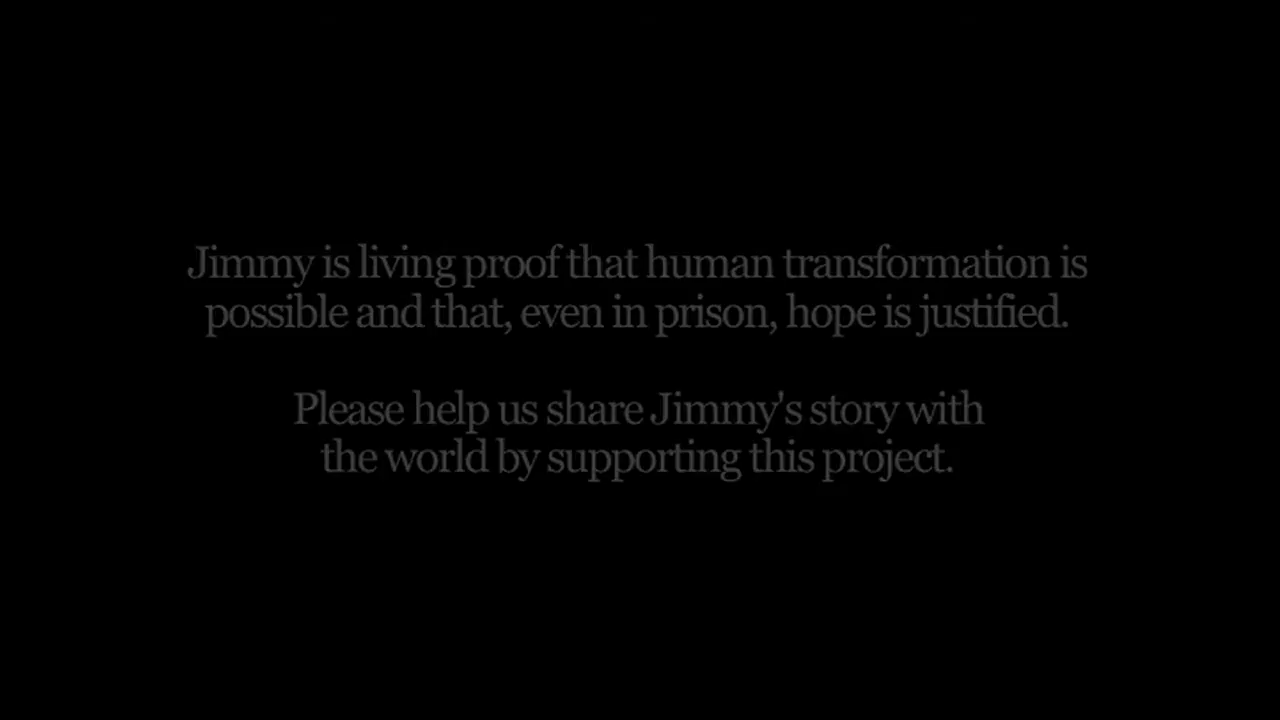 Jimmy is living proof that human transformation is
possible and that, even in prison, hope is justified.
Please help us share Jimmy's story with
the world by supporting this project.